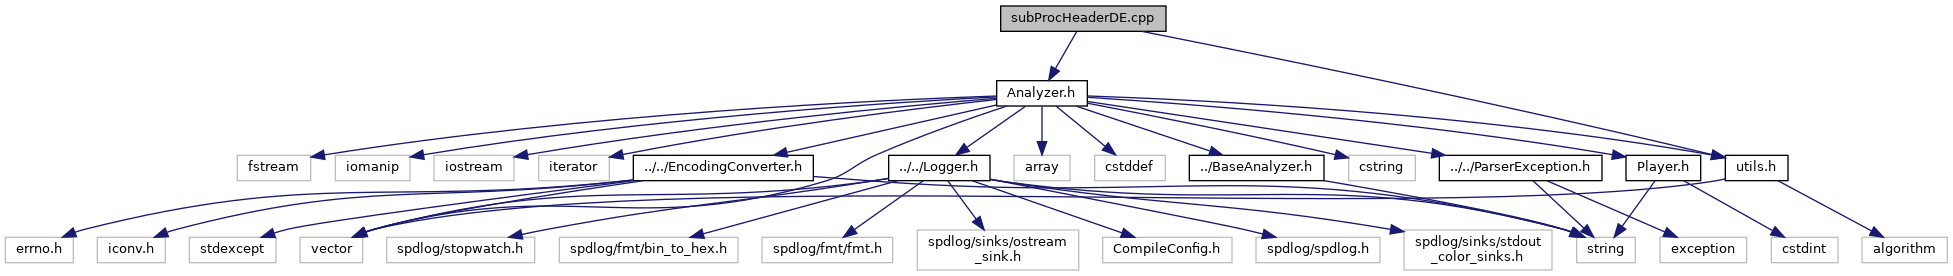 subProcHeaderDE.cpp
Analyzer.h
fstream
iomanip
iostream
iterator
../../EncodingConverter.h
../../Logger.h
array
cstddef
../BaseAnalyzer.h
cstring
../../ParserException.h
Player.h
utils.h
errno.h
iconv.h
stdexcept
vector
spdlog/stopwatch.h
spdlog/fmt/bin_to_hex.h
spdlog/fmt/fmt.h
spdlog/sinks/ostream
_sink.h
CompileConfig.h
spdlog/spdlog.h
spdlog/sinks/stdout
_color_sinks.h
string
exception
cstdint
algorithm